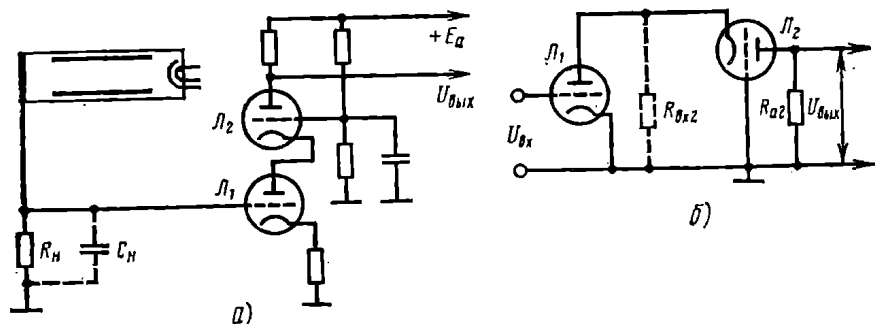 + Eа
Uвых
Л₂
Л₁
Rн
Cн
а)
Л₁
Л₂
Uвх
Rвх2
Rа2
Uвых
б)